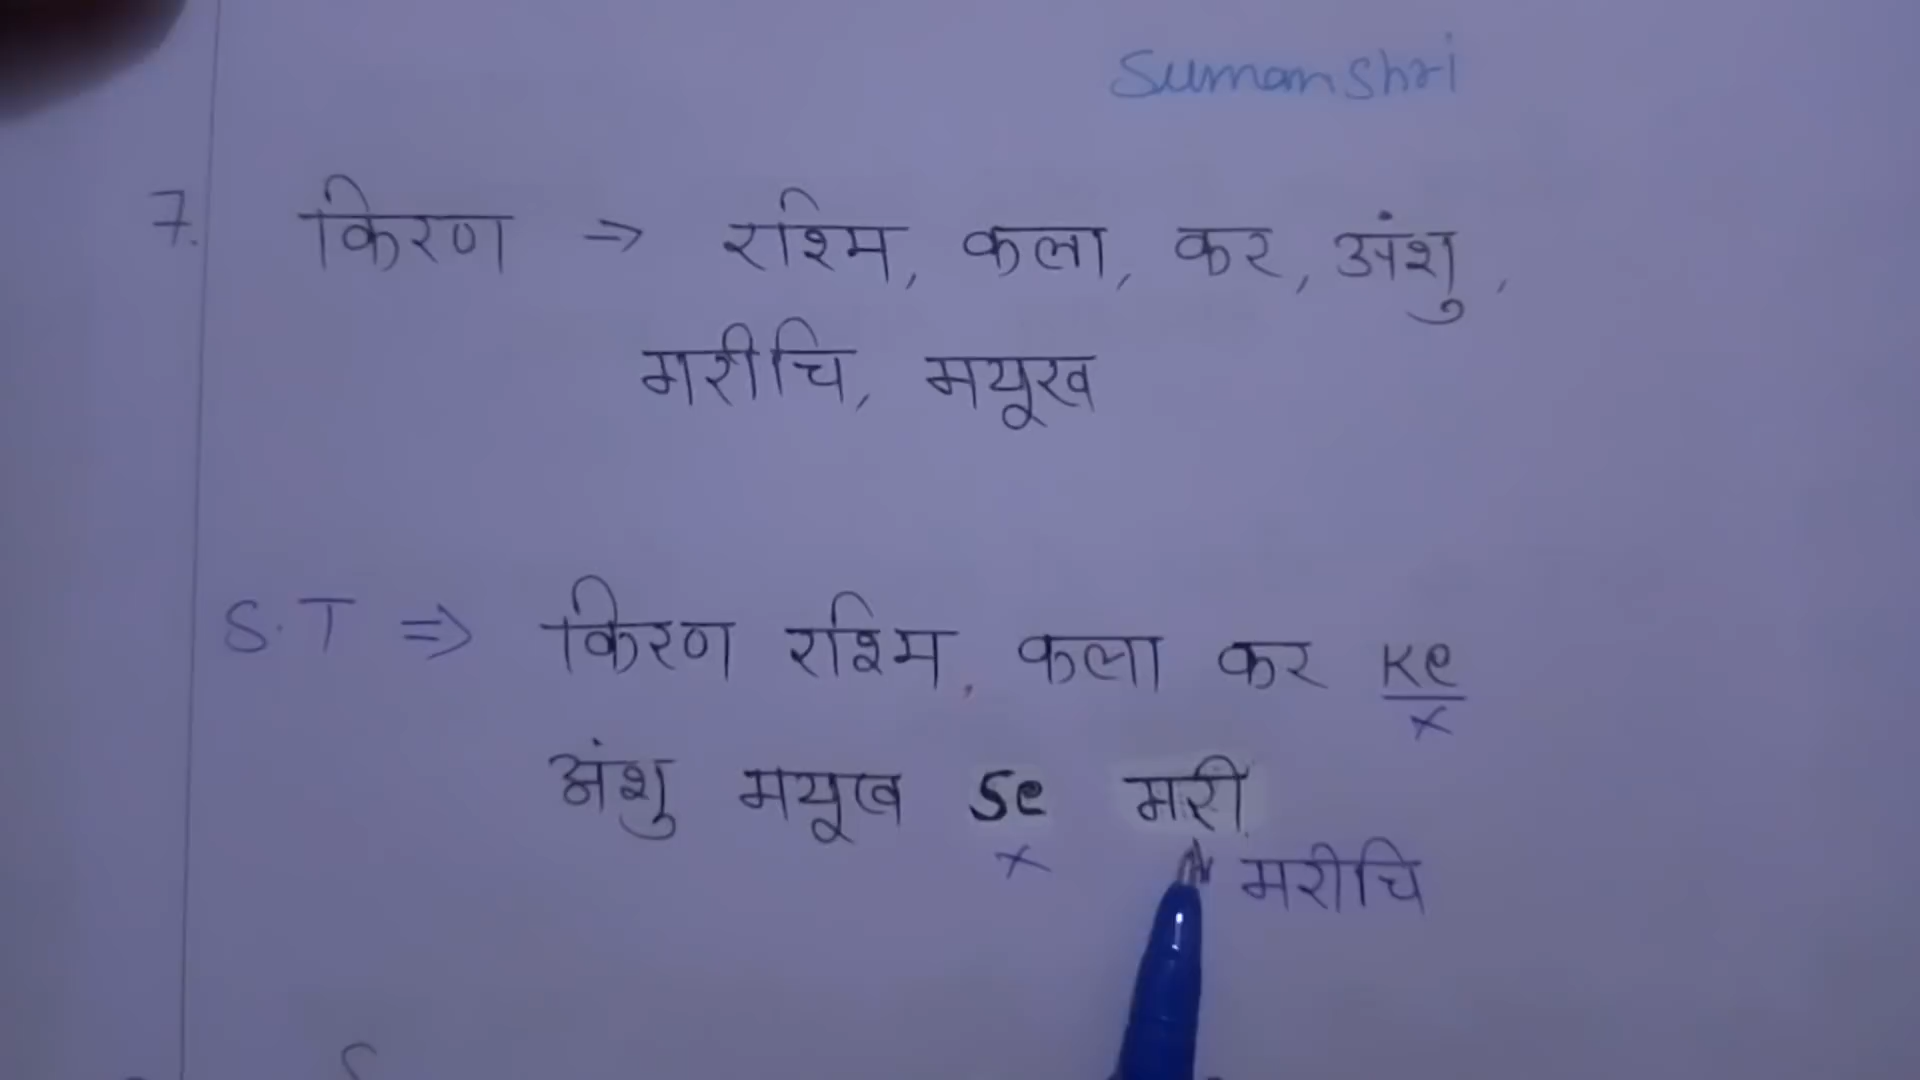 Sumanshri
7. किरण => रश्मि, कला, कर, अंशु,
मरीचि, मयूख
S.T => किरण रश्मि, कला कर Ke
x
अंशु मयूख Se मरी
x मरीचि